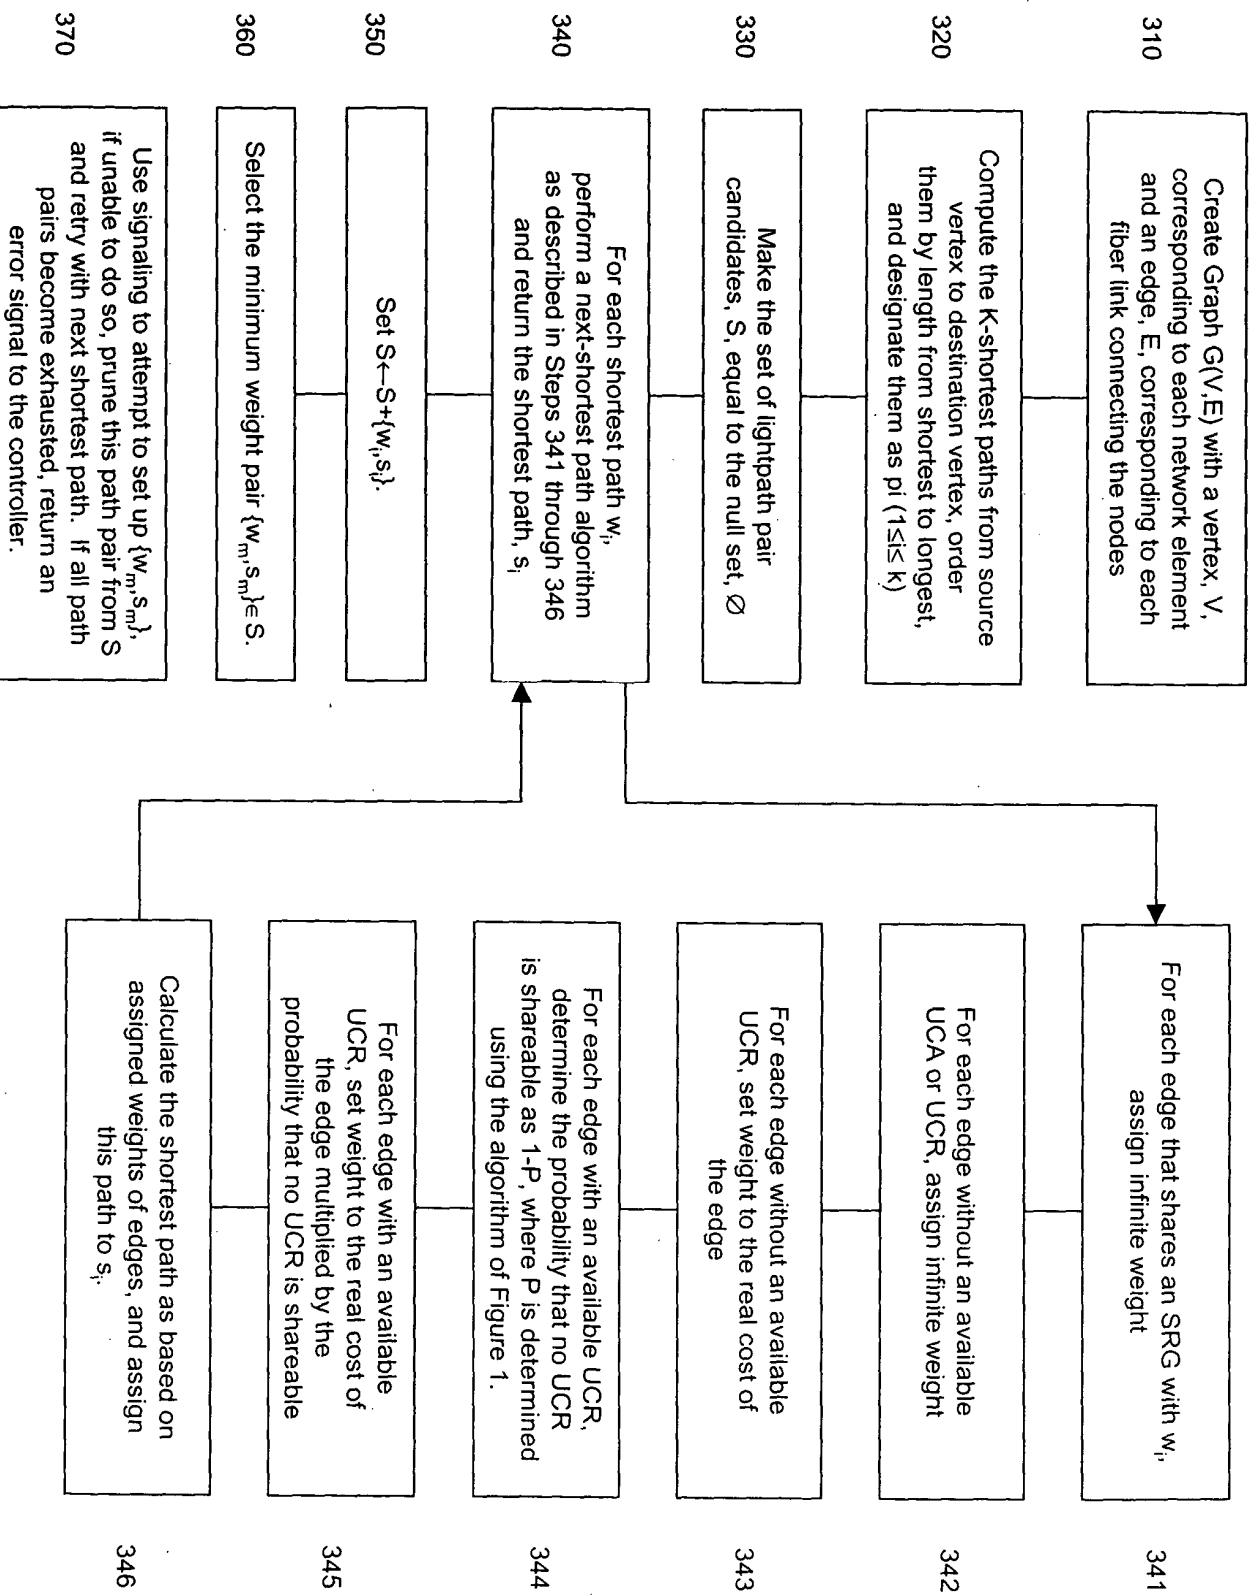 310
Create Graph G(V,E) with a vertex, V,
corresponding to each network element
and an edge, E, corresponding to each
fiber link connecting the nodes
320
Compute the K-shortest paths from source
vertex to destination vertex, order
them by length from shortest to longest,
and designate them as pi (1≤i≤ k)
330
Make the set of lightpath pair
candidates, S, equal to the null set, Ø
340
For each shortest path wᵢ,
perform a next-shortest path algorithm
as described in Steps 341 through 346
and return the shortest path, sᵢ
350
Set S←S+{wᵢ,sᵢ}.
360
Select the minimum weight pair {wₘ,sₘ}∈ S.
370
Use signaling to attempt to set up {wₘ,sₘ},
if unable to do so, prune this path pair from S
and retry with next shortest path. If all path
pairs become exhausted, return an
error signal to the controller.
For each edge that shares an SRG with wᵢ,
assign infinite weight
341
For each edge without an available
UCA or UCR, assign infinite weight
342
For each edge without an available
UCR, set weight to the real cost of
the edge
343
For each edge with an available UCR,
determine the probability that no UCR
is shareable as 1-P, where P is determined
using the algorithm of Figure 1.
344
For each edge with an available
UCR, set weight to the real cost of
the edge multiplied by the
probability that no UCR is shareable
345
Calculate the shortest path as based on
assigned weights of edges, and assign
this path to sᵢ.
346